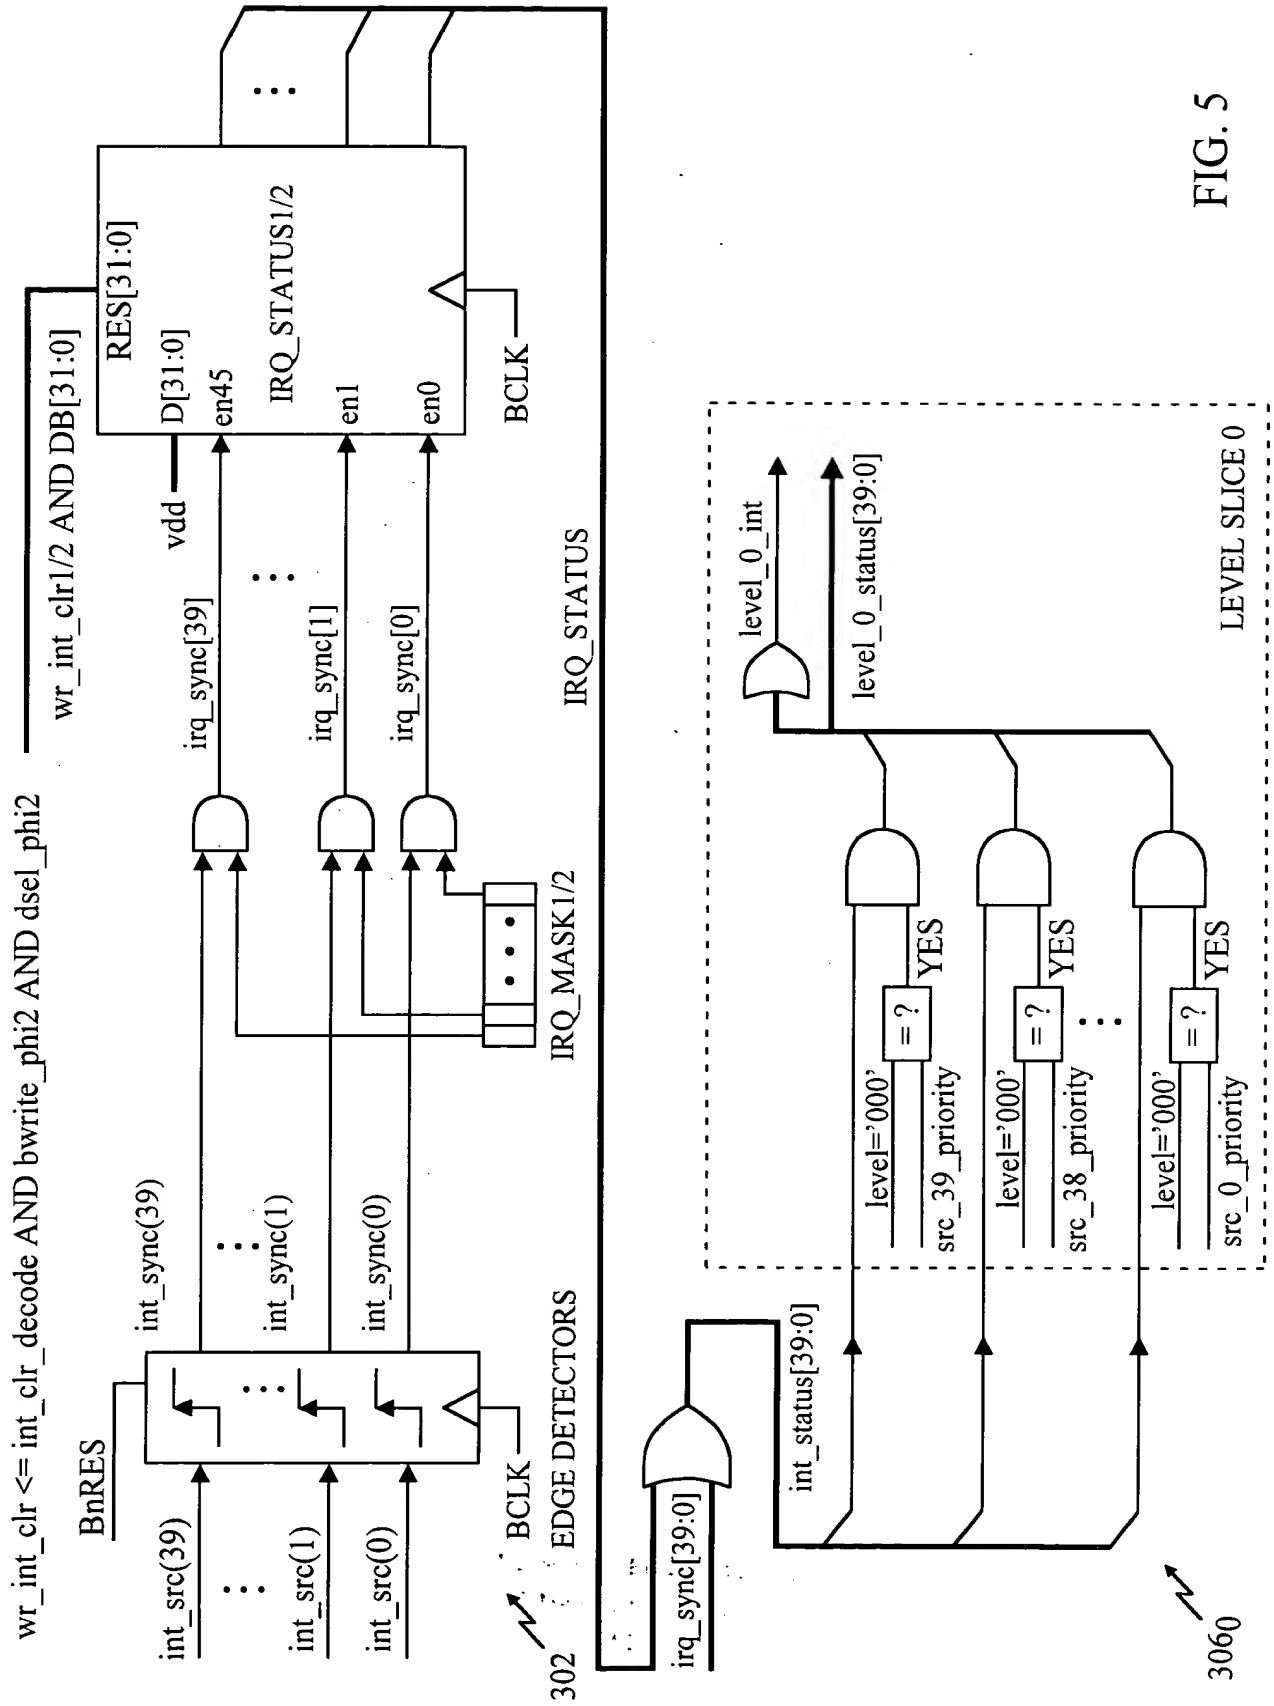 wr_int_clr <= int_clr_decode AND bwrite_phi2 AND dsel_phi2
wr_int_clr1/2 AND DB[31:0]
BnRES
int_src(39)
int_src(1)
int_src(0)
BCLK
302
EDGE DETECTORS
int_sync(39)
int_sync(1)
int_sync(0)
IRQ_MASK1/2
irq_sync[39]
irq_sync[1]
irq_sync[0]
vdd
RES[31:0]
D[31:0]
IRQ_STATUS1/2
en45
en1
en0
BCLK
IRQ_STATUS
irq_sync[39:0]
int_status[39:0]
level='000'
= ?
YES
src_39_priority
level='000'
= ?
YES
src_38_priority
level='000'
= ?
YES
src_0_priority
level_0_int
level_0_status[39:0]
LEVEL SLICE 0
3060
FIG. 5